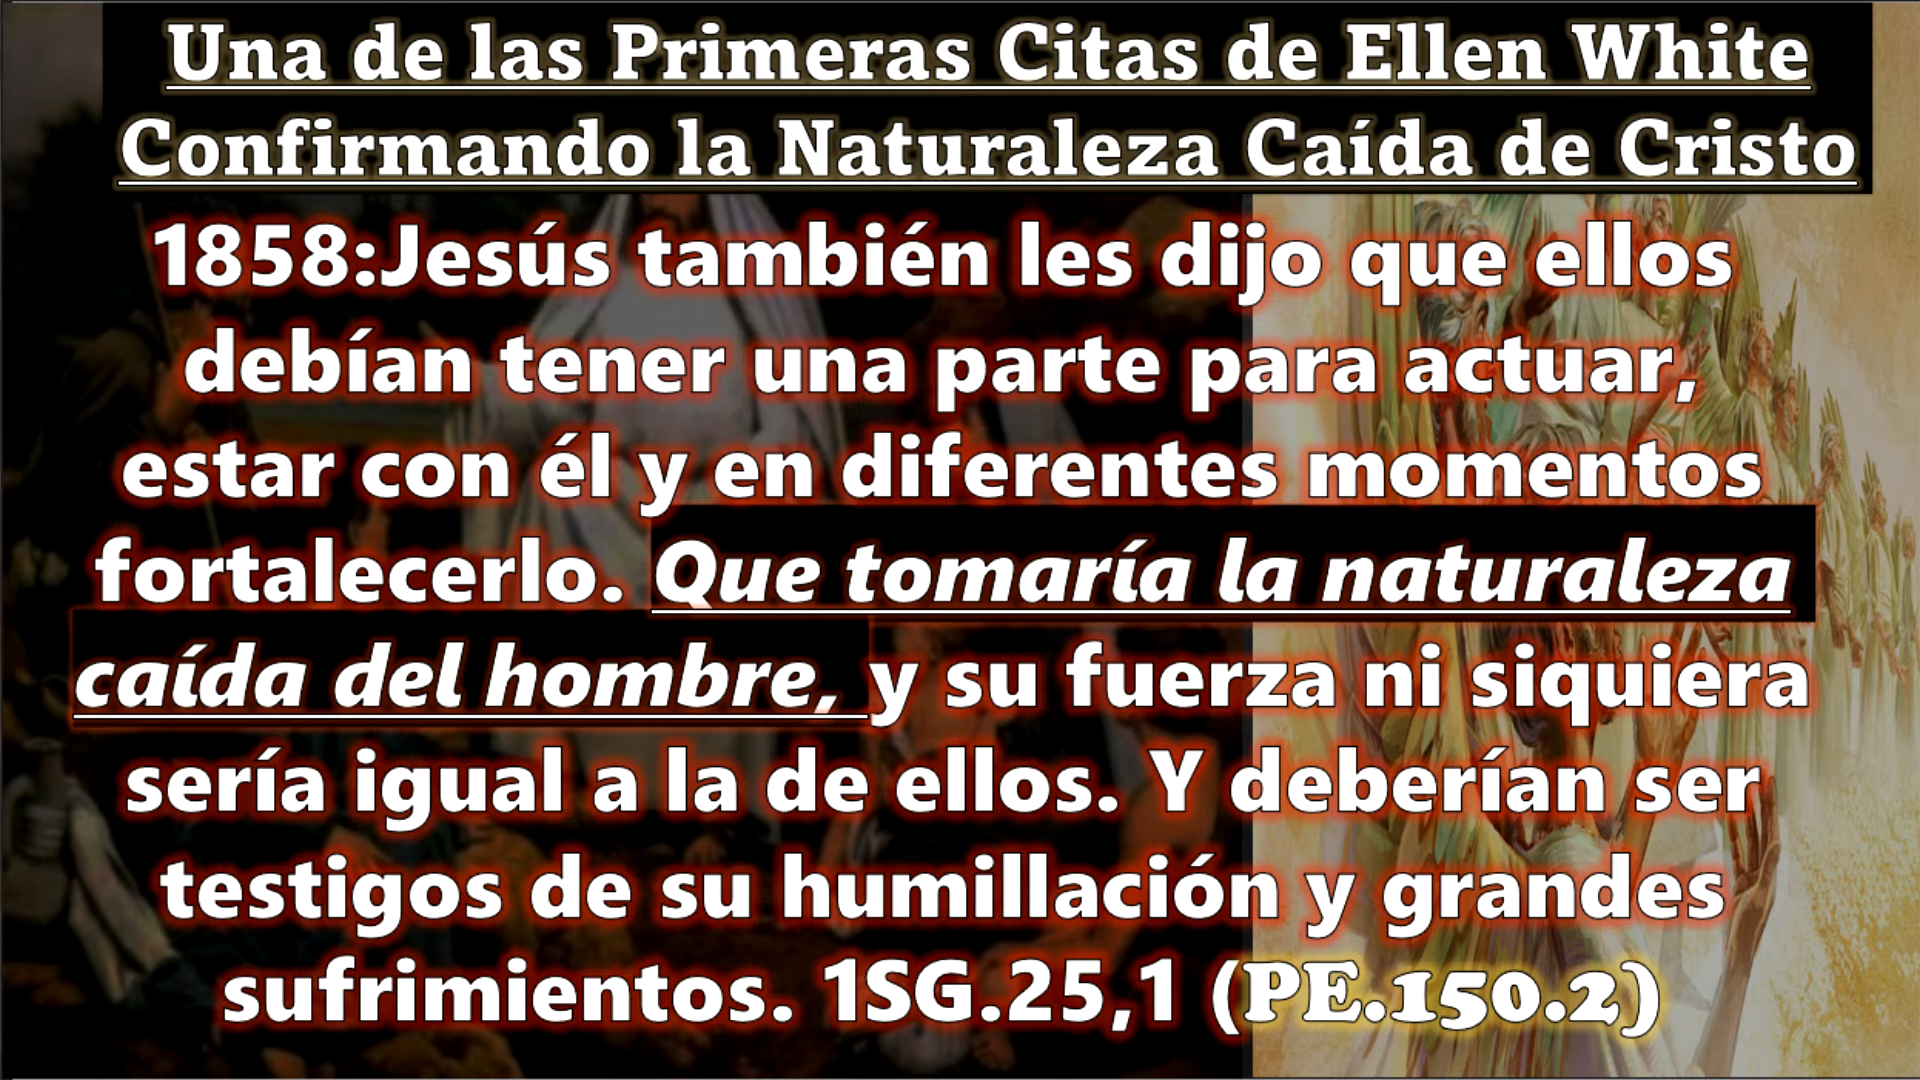 Una de las Primeras Citas de Ellen White
Confirmando la Naturaleza Caída de Cristo
1858:Jesús también les dijo que ellos
debían tener una parte para actuar,
estar con él y en diferentes momentos
fortalecerlo. Que tomaría la naturaleza
caída del hombre, y su fuerza ni siquiera
sería igual a la de ellos. Y deberían ser
testigos de su humillación y grandes
sufrimientos. 1SG.25,1 (PE.150.2)